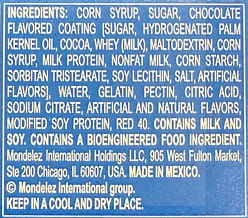 INGREDIENTS: CORN SYRUP, SUGAR, CHOCOLATE
FLAVORED COATING [SUGAR, HYDROGENATED PALM
KERNEL OIL, COCOA, WHEY (MILK), MALTODEXTRIN, CORN
SYRUP, MILK PROTEIN, NONFAT MILK, CORN STARCH,
SORBITAN TRISTEARATE, SOY LECITHIN, SALT, ARTIFICIAL
FLAVORS], WATER, GELATIN, PECTIN, CITRIC ACID,
SODIUM CITRATE, ARTIFICIAL AND NATURAL FLAVORS,
MODIFIED SOY PROTEIN, RED 40. CONTAINS MILK AND
SOY. CONTAINS A BIOENGINEERED FOOD INGREDIENT.
Mondelez International Holdings LLC, 905 West Fulton Market,
Ste 200 Chicago, IL 60607, USA. MADE IN MEXICO.
© Mondelez International group.
KEEP IN A COOL AND DRY PLACE